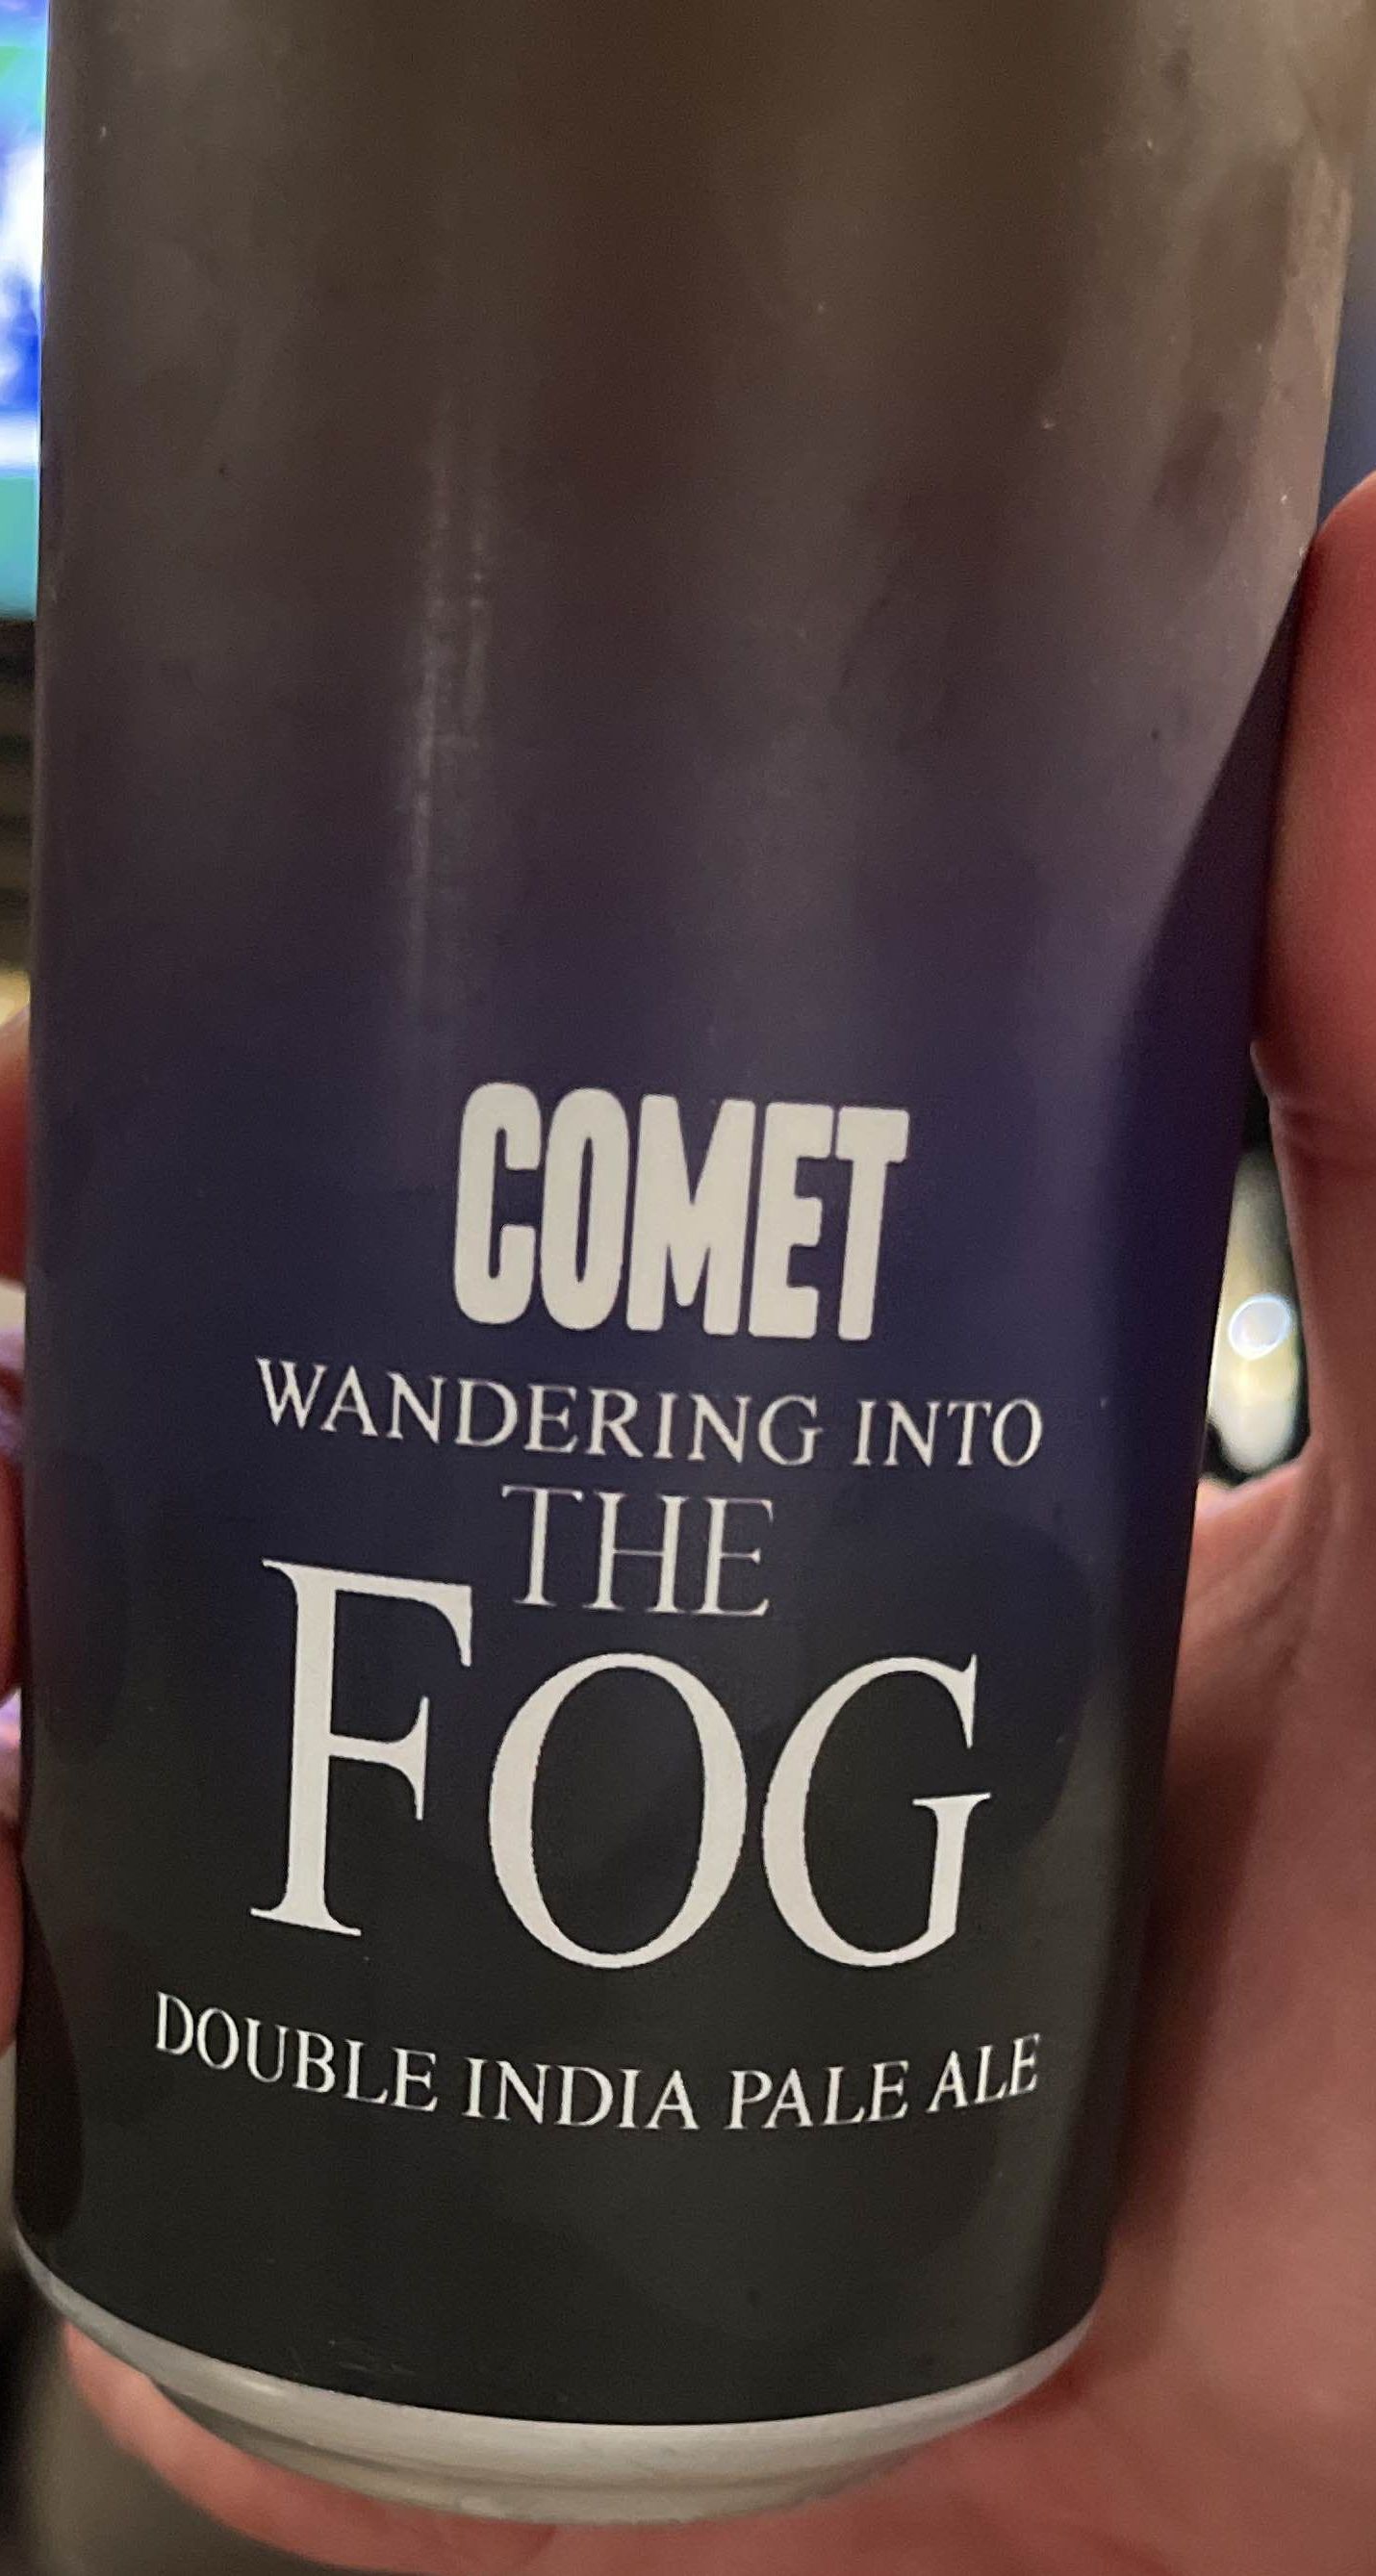 COMET
WANDERING INTO
THE
FOG
DOUBLE INDIA PALE ALE